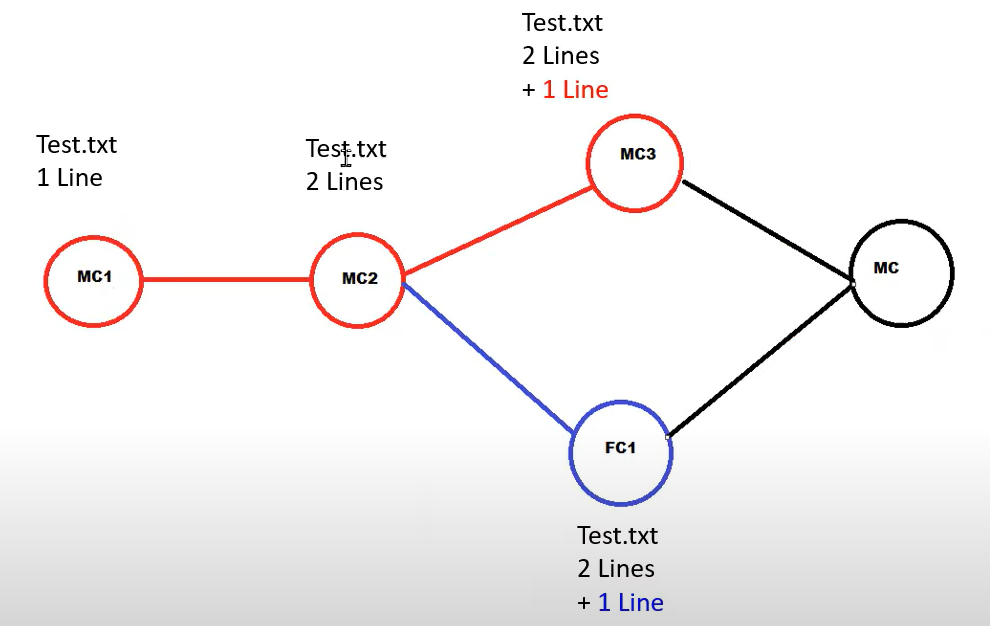 Test.txt
2 Lines
+ 1 Line
MC3
Test.txt
1 Line
Test.txt
2 Lines
MC1
MC2
MC
FC1
Test.txt
2 Lines
+ 1 Line